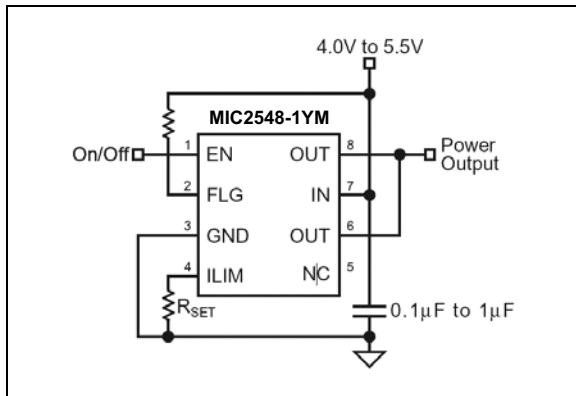 4.0V to 5.5V
MIC2548-1YM
On/Off
1
EN
OUT
8
Power
Output
2
FLG
IN
7
3
GND
OUT
6
4
ILIM
N/C
5
RSET
0.1µF to 1µF